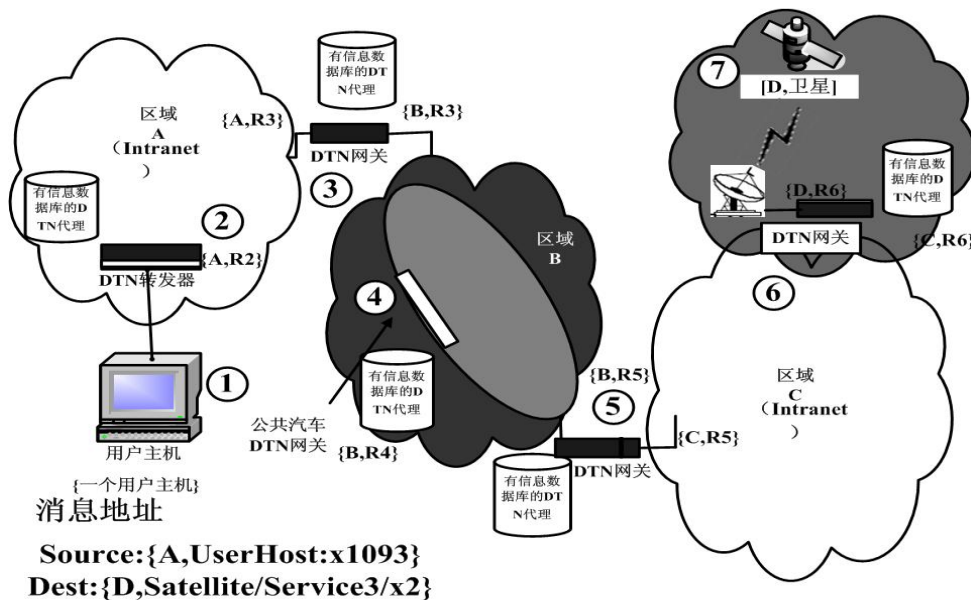 有信息数
据库的DT
N代理
区域
A
（Intranet
）
{A,R3}
{B,R3}
DTN网关
③
有信息数
据库的D
TN代理
②
{A,R2}
DTN转发器
①
用户主机
{一个用户主机}
消息地址
Source:{A,UserHost:x1093}
Dest:{D,Satellite/Service3/x2}
区域
B
④
有信息数
据库的D
TN代理
公共汽车
DTN网关
{B,R4}
{B,R5}
⑤
{C,R5}
DTN网关
有信息数
据库的DT
N代理
⑦
[D,卫星]
有信息数
据库的D
TN代理
{D,R6}
DTN网关
{C,R6}
⑥
区域
C
（Intranet
）